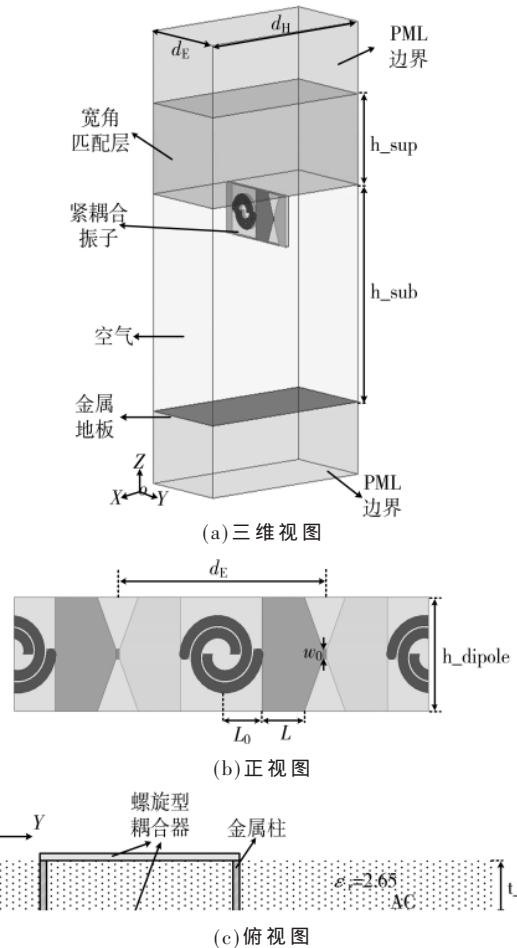 d_E
d_H
PML
边界
宽角
匹配层
h_sup
紧耦合
振子
h_sub
空气
金属
地板
Z
X
Y
PML
边界
(a)三维视图
d_E
w_0
h_dipole
L_0
L
(b)正视图
螺旋型
耦合器
金属柱
Y
ε_r=2.65
t_
(c)俯视图